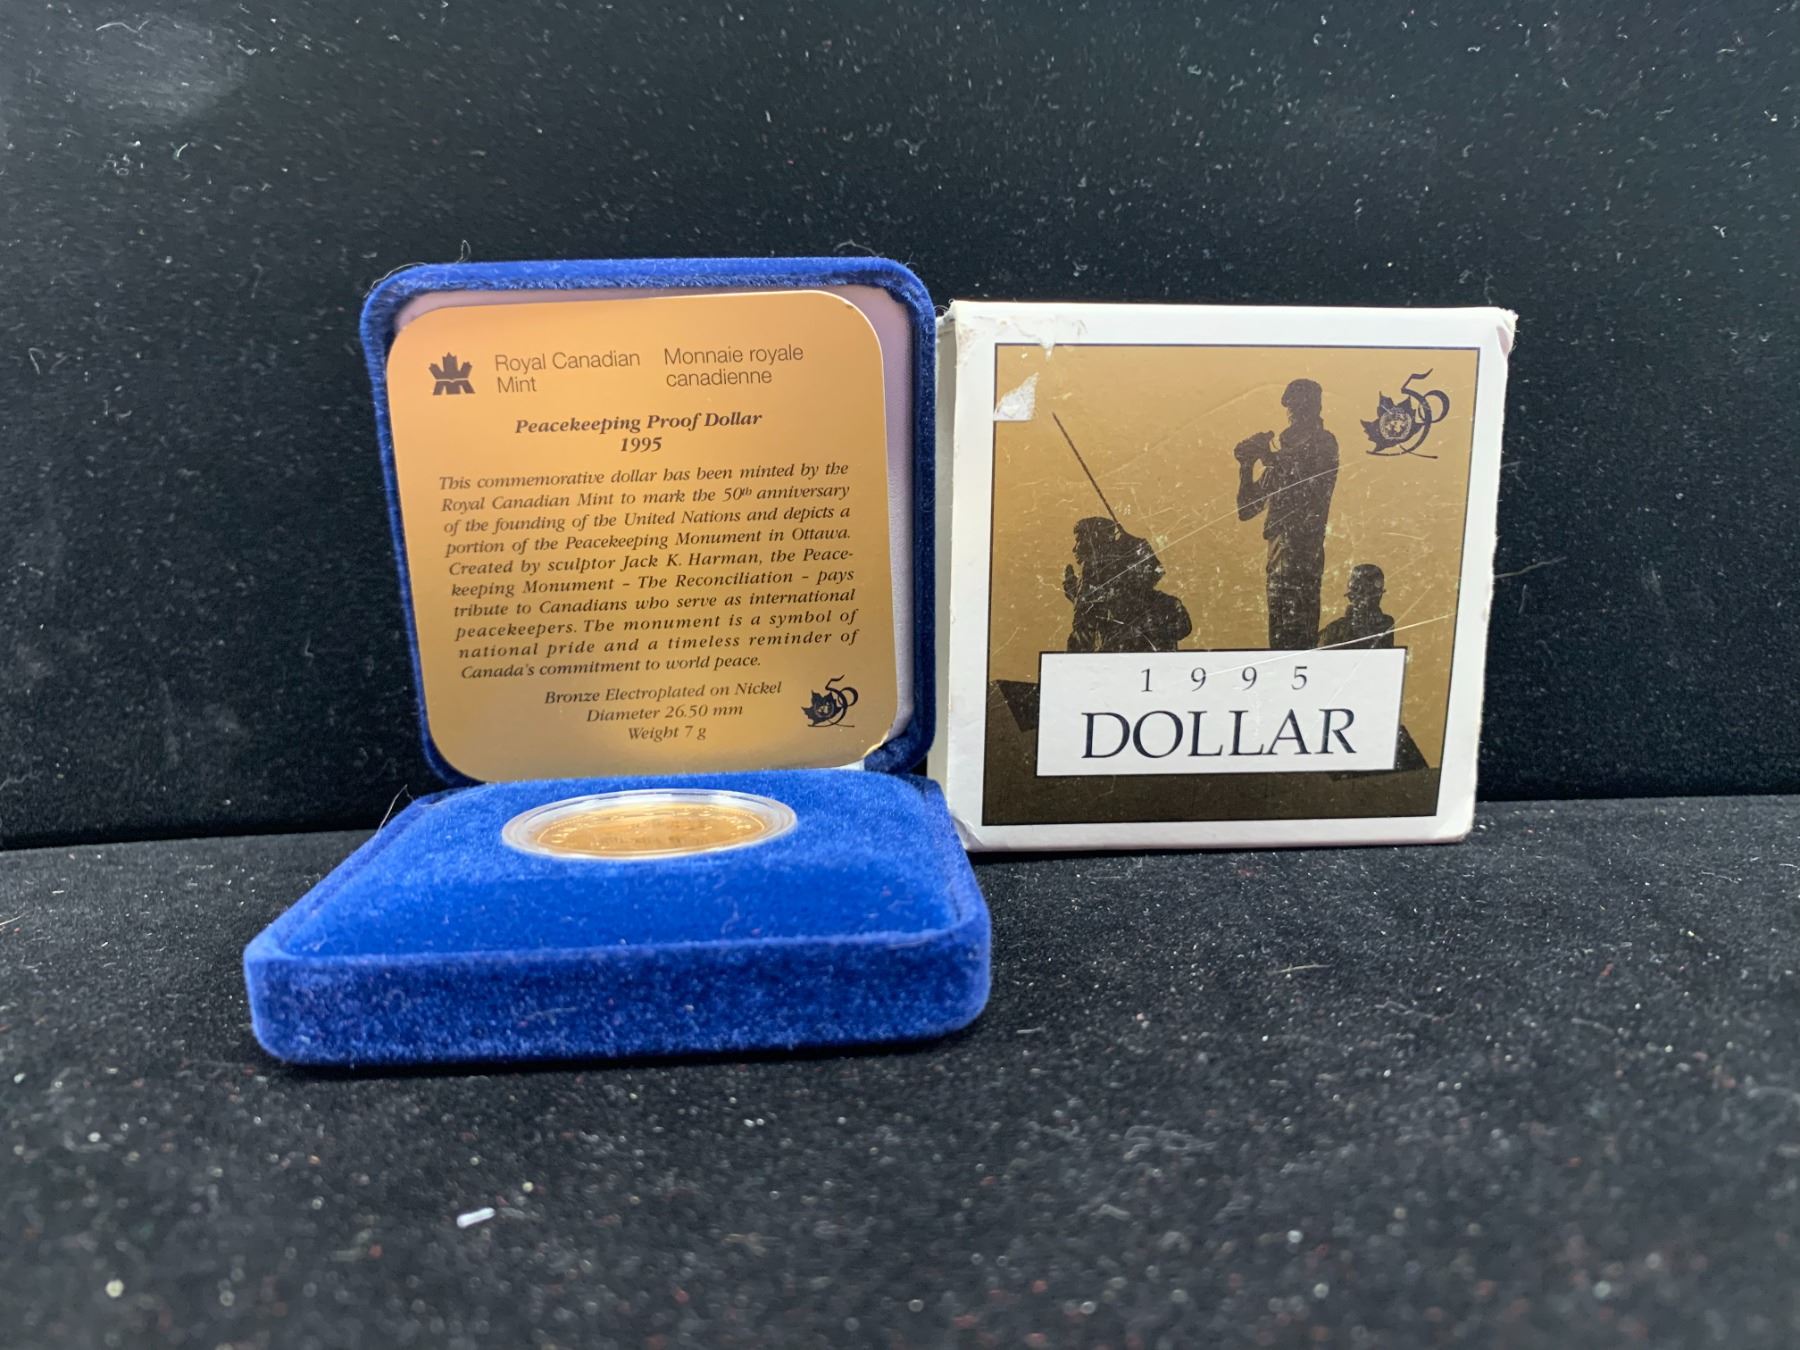 Royal Canadian Mint
Monnaie royale canadienne
Peacekeeping Proof Dollar
1995
This commemorative dollar has been minted by the
Royal Canadian Mint to mark the 50th anniversary
of the founding of the United Nations and depicts a
portion of the Peacekeeping Monument in Ottawa.
Created by sculptor Jack K. Harman, the Peace-
keeping Monument – The Reconciliation – pays
tribute to Canadians who serve as international
peacekeepers. The monument is a symbol of
national pride and a timeless reminder of
Canada's commitment to world peace.
Bronze Electroplated on Nickel
Diameter 26.50 mm
Weight 7 g
50
50
1995
DOLLAR